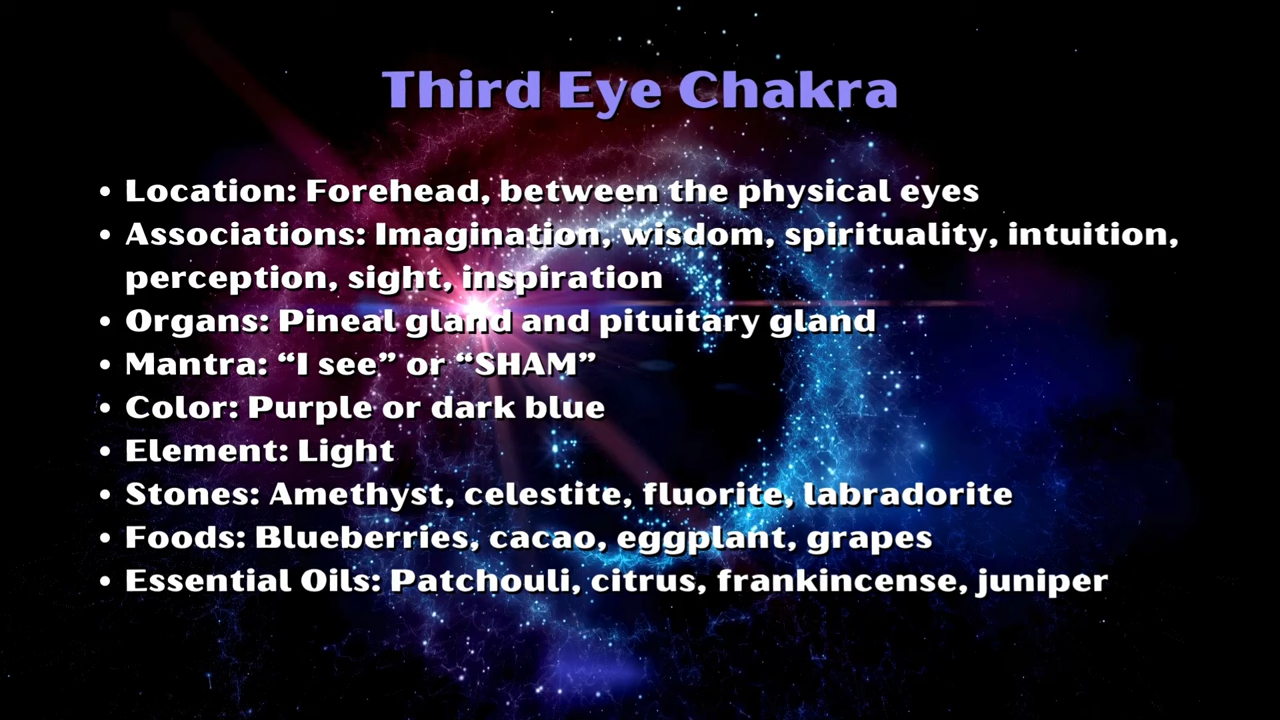 Third Eye Chakra
• Location: Forehead, between the physical eyes
• Associations: Imagination, wisdom, spirituality, intuition,
perception, sight, inspiration
• Organs: Pineal gland and pituitary gland
• Mantra: “I see” or “SHAM”
• Color: Purple or dark blue
• Element: Light
• Stones: Amethyst, celestite, fluorite, labradorite
• Foods: Blueberries, cacao, eggplant, grapes
• Essential Oils: Patchouli, citrus, frankincense, juniper